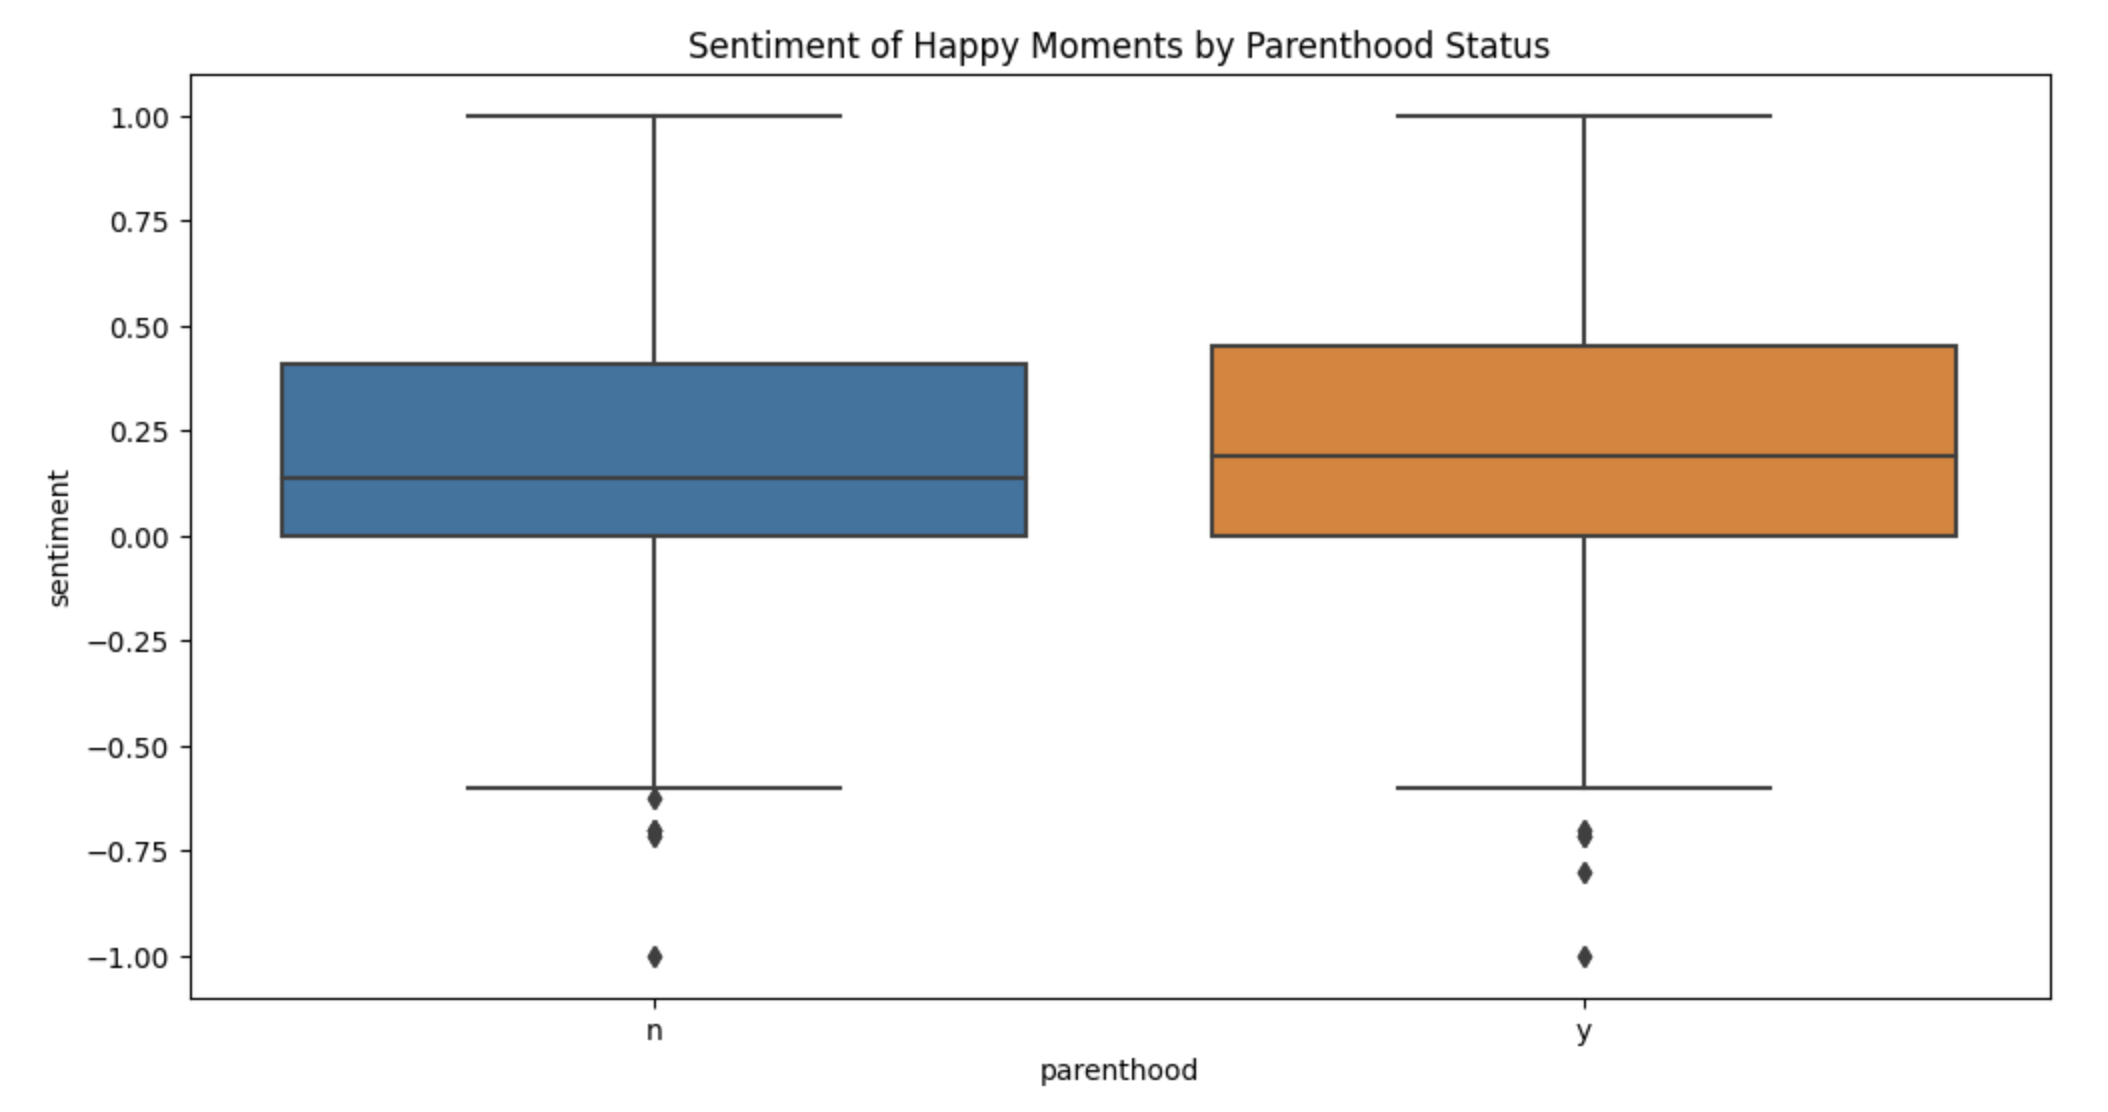 Sentiment of Happy Moments by Parenthood Status
1.00
0.75
0.50
0.25
0.00
−0.25
−0.50
−0.75
−1.00
sentiment
n
y
parenthood